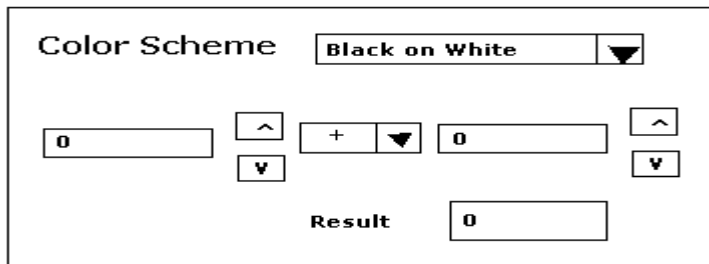 Color Scheme Black on White
0 ^ + 0 ^
v v
Result 0